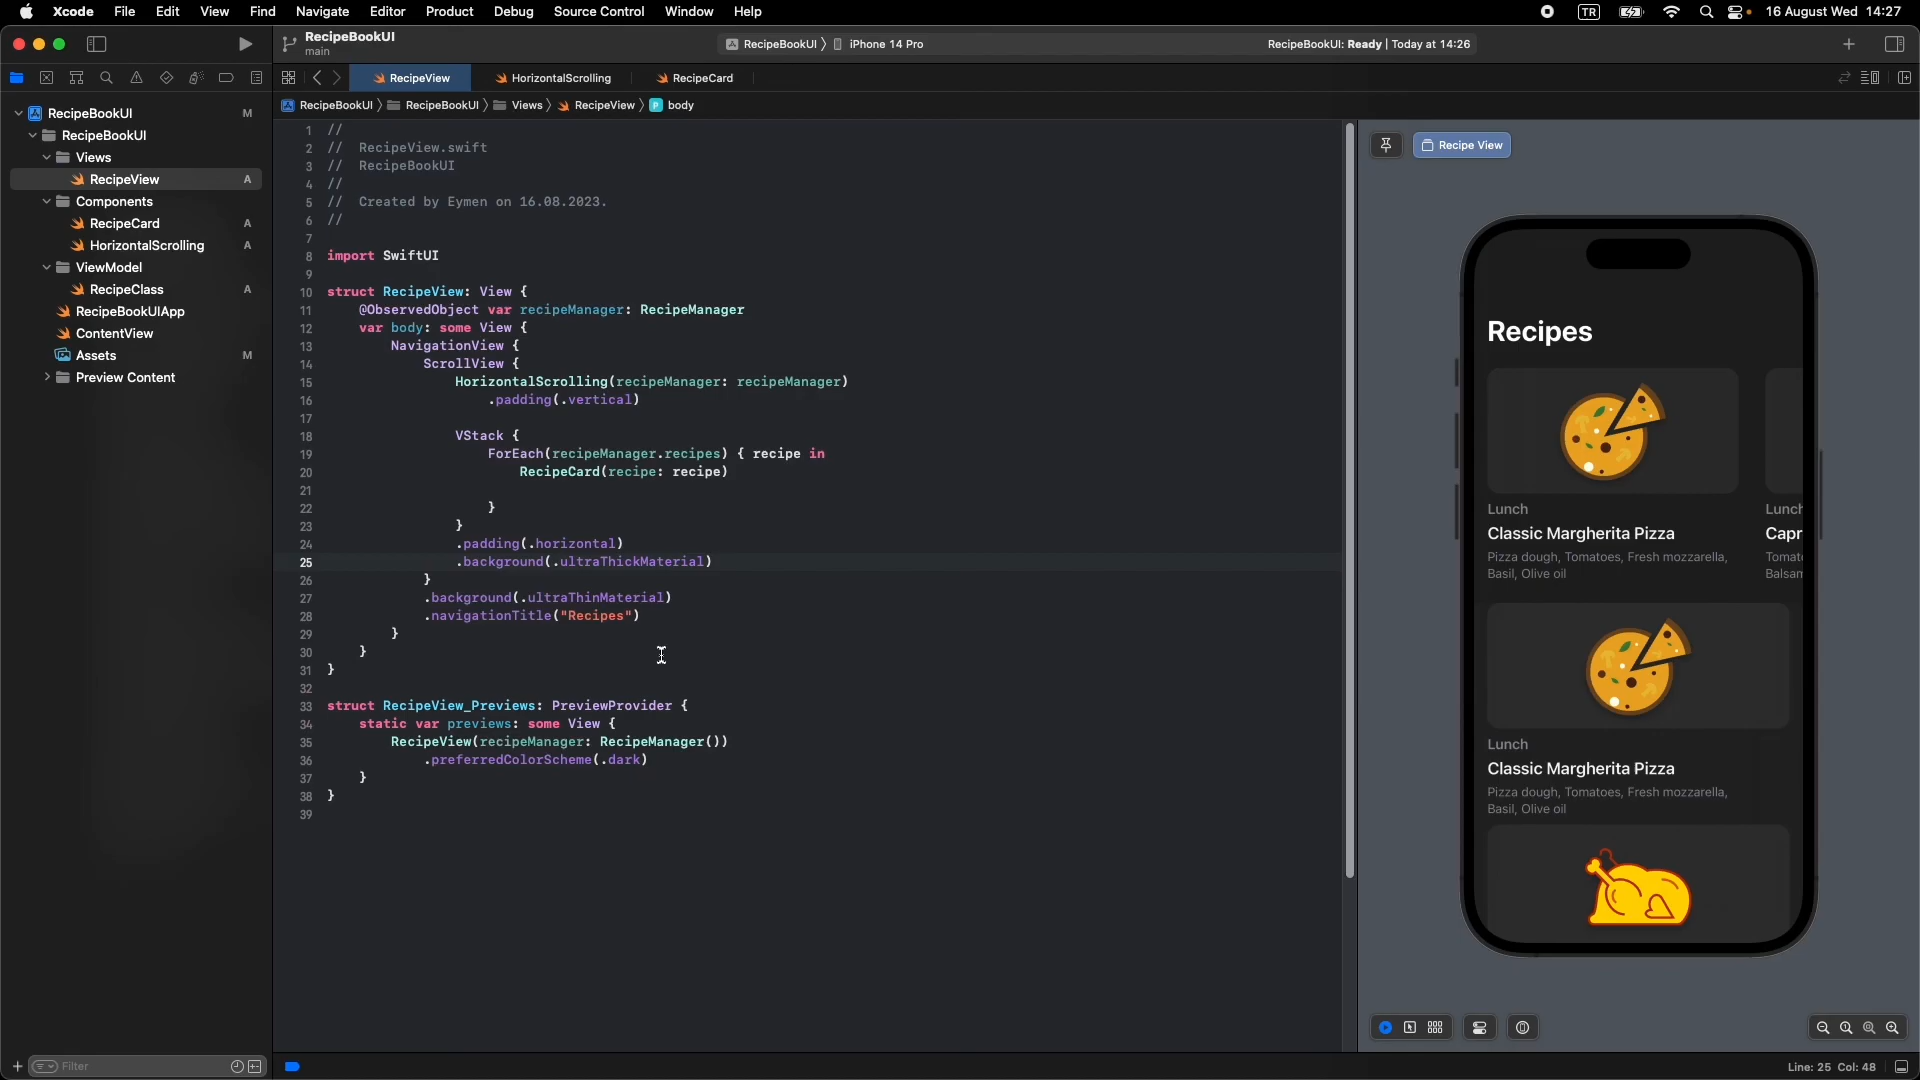 Xcode File Edit View Find Navigate Editor Product Debug Source Control Window Help TR 16 August Wed 14:27
RecipeBookUI
main
RecipeBookUI 〉 iPhone 14 Pro
RecipeBookUI: Ready | Today at 14:26
RecipeView HorizontalScrolling RecipeCard
RecipeBookUI 〉 RecipeBookUI 〉 Views 〉 RecipeView 〉 P body
RecipeBookUI M
RecipeBookUI
Views
RecipeView A
Components
RecipeCard A
HorizontalScrolling A
ViewModel
RecipeClass A
RecipeBookUIApp
ContentView
Assets M
Preview Content
Filter
1 //
2 // RecipeView.swift
3 // RecipeBookUI
4 //
5 // Created by Eymen on 16.08.2023.
6 //
7
8 import SwiftUI
9
10 struct RecipeView: View {
11 @ObservedObject var recipeManager: RecipeManager
12 var body: some View {
13 NavigationView {
14 ScrollView {
15 HorizontalScrolling(recipeManager: recipeManager)
16 .padding(.vertical)
17
18 VStack {
19 ForEach(recipeManager.recipes) { recipe in
20 RecipeCard(recipe: recipe)
21
22 }
23 }
24 .padding(.horizontal)
25 .background(.ultraThickMaterial)
26 }
27 .background(.ultraThinMaterial)
28 .navigationTitle("Recipes")
29 }
30 }
31 }
32
33 struct RecipeView_Previews: PreviewProvider {
34 static var previews: some View {
35 RecipeView(recipeManager: RecipeManager())
36 .preferredColorScheme(.dark)
37 }
38 }
39
Recipe View
Recipes
Lunch
Classic Margherita Pizza
Pizza dough, Tomatoes, Fresh mozzarella,
Basil, Olive oil
Lunch
Capr
Tomat
Balsan
Lunch
Classic Margherita Pizza
Pizza dough, Tomatoes, Fresh mozzarella,
Basil, Olive oil
Line: 25 Col: 48